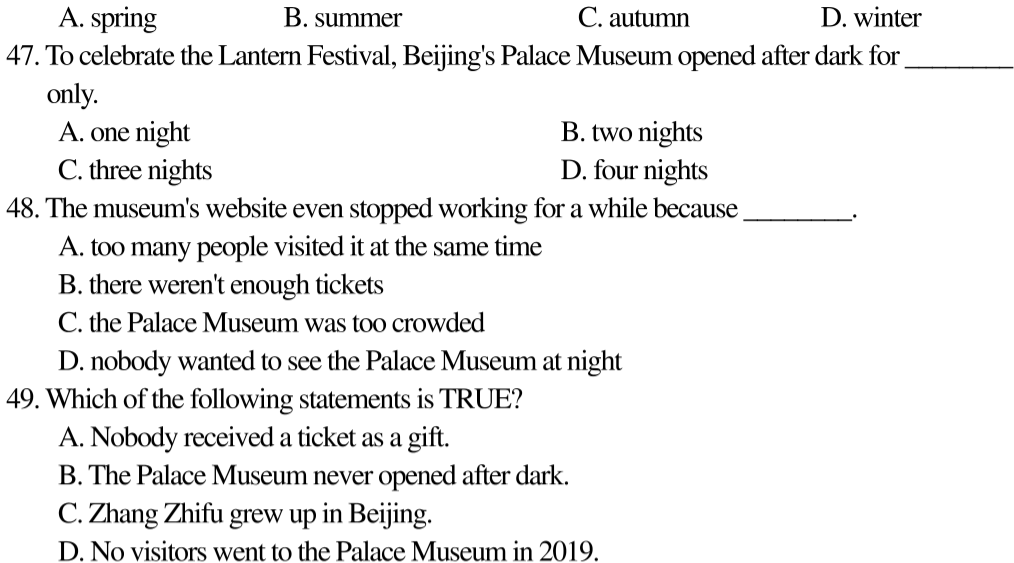 A. spring B. summer C. autumn D. winter
47. To celebrate the Lantern Festival, Beijing's Palace Museum opened after dark for ________
only.
A. one night B. two nights
C. three nights D. four nights
48. The museum's website even stopped working for a while because ________.
A. too many people visited it at the same time
B. there weren't enough tickets
C. the Palace Museum was too crowded
D. nobody wanted to see the Palace Museum at night
49. Which of the following statements is TRUE?
A. Nobody received a ticket as a gift.
B. The Palace Museum never opened after dark.
C. Zhang Zhifu grew up in Beijing.
D. No visitors went to the Palace Museum in 2019.